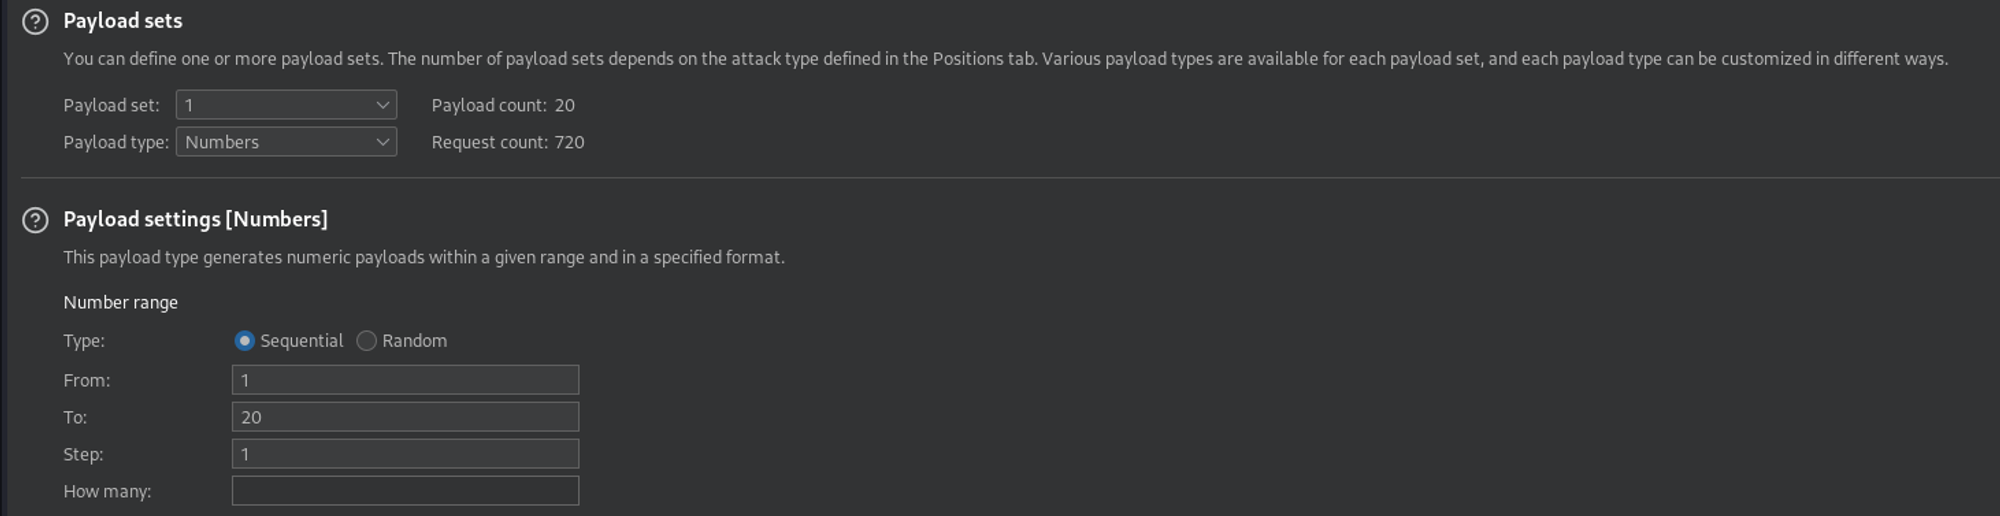 Payload sets
You can define one or more payload sets. The number of payload sets depends on the attack type defined in the Positions tab. Various payload types are available for each payload set, and each payload type can be customized in different ways.
Payload set: 1 Payload count: 20
Payload type: Numbers Request count: 720
Payload settings [Numbers]
This payload type generates numeric payloads within a given range and in a specified format.
Number range
Type: Sequential Random
From: 1
To: 20
Step: 1
How many: